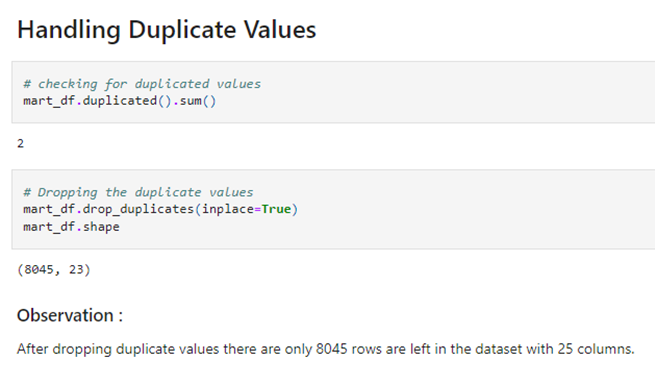 Handling Duplicate Values
# checking for duplicated values
mart_df.duplicated().sum()
2
# Dropping the duplicate values
mart_df.drop_duplicates(inplace=True)
mart_df.shape
(8045, 23)
Observation :
After dropping duplicate values there are only 8045 rows are left in the dataset with 25 columns.